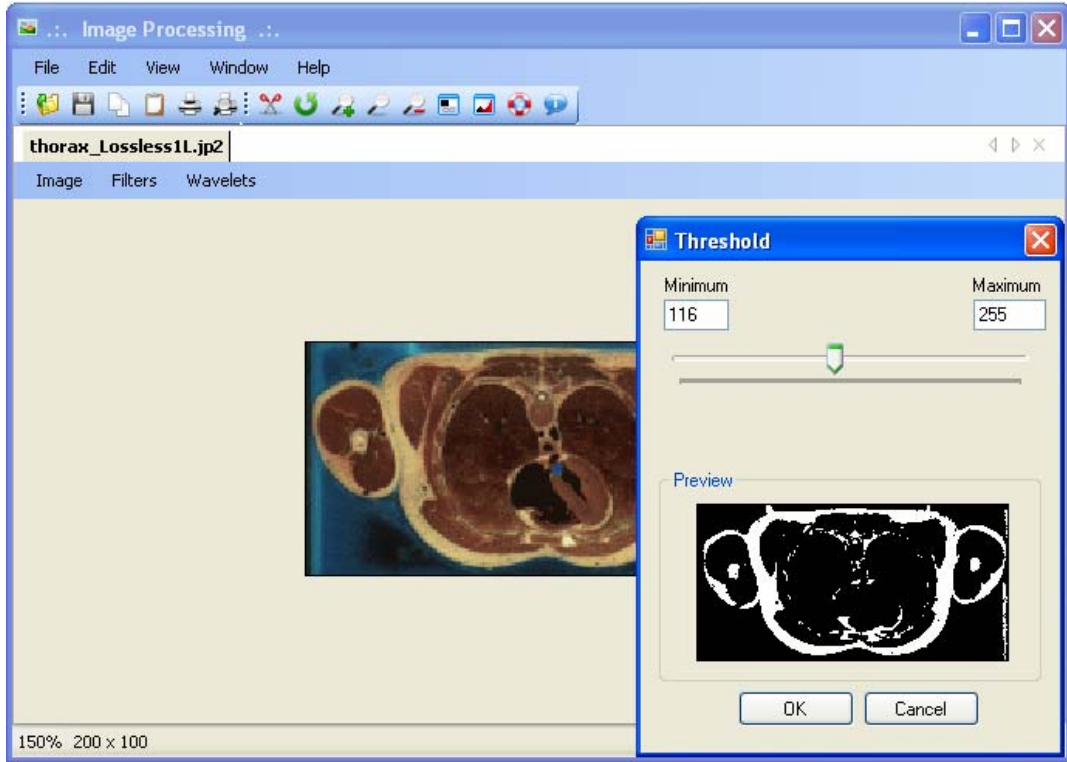 .:. Image Processing .:.
File Edit View Window Help
thorax_Lossless1L.jp2
Image Filters Wavelets
Threshold
Minimum Maximum
116 255
Preview
OK Cancel
150% 200 x 100